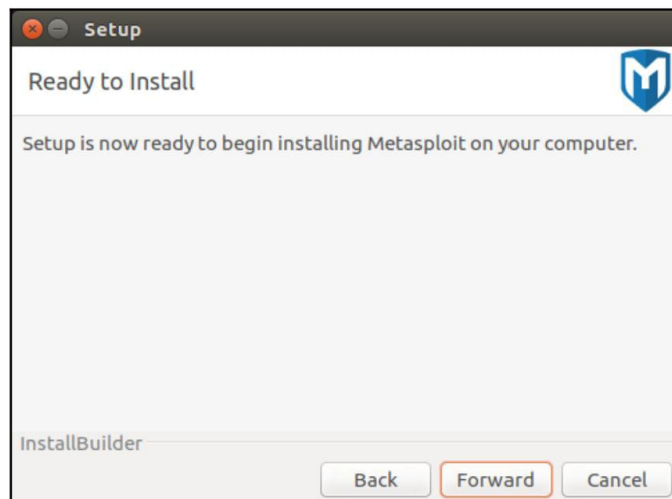 Setup
Ready to Install
Setup is now ready to begin installing Metasploit on your computer.
InstallBuilder
Back Forward Cancel